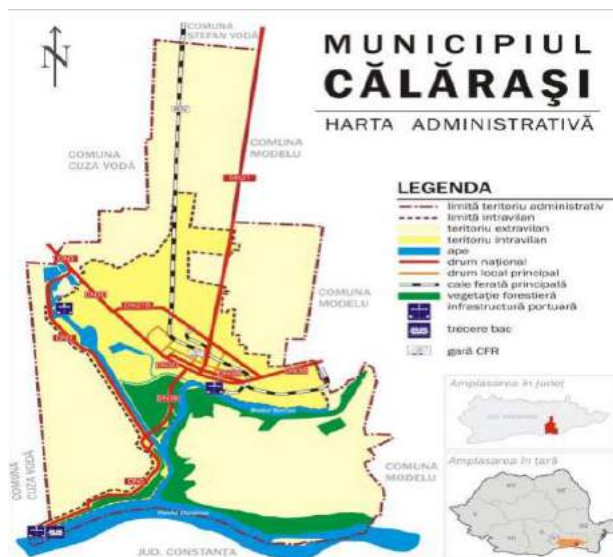 MUNICIPIUL
CĂLĂRAŞI
HARTA ADMINISTRATIVĂ
N
COMUNA
ŞTEFAN VODĂ
COMUNA
CUZA VODĂ
COMUNA
MODELU
COMUNA
MODELU
COMUNA
MODELU
COMUNA
CUZA VODĂ
JUD. CONSTANŢA
LEGENDA
limită teritoriu administrativ
limită intravilan
teritoriu extravilan
teritoriu intravilan
ape
drum naţional
drum local principal
cale ferată principală
vegetaţie forestieră
infrastructură portuară
trecere bac
gară CFR
Amplasarea în judeţ
Amplasarea în ţară